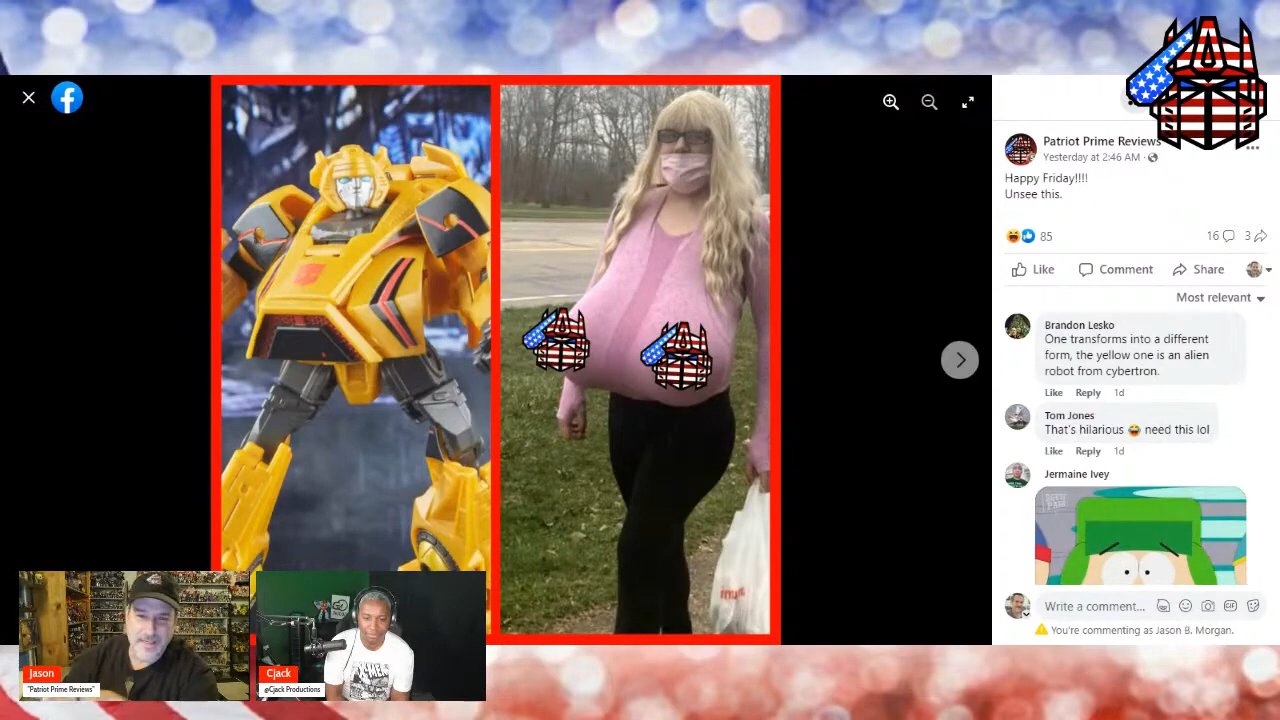 Patriot Prime Reviews
Yesterday at 2:46 AM ·
Happy Friday!!!!
Unsee this.
85
16
3
Like
Comment
Share
Most relevant
Brandon Lesko
One transforms into a different
form, the yellow one is an alien
robot from cybertron.
Like Reply 1d
Tom Jones
That's hilarious 😂 need this lol
Like Reply 1d
Jermaine Ivey
Write a comment...
GIF
You're commenting as Jason B. Morgan.
Jason
"Patriot Prime Reviews"
Cjack
@Cjack Productions